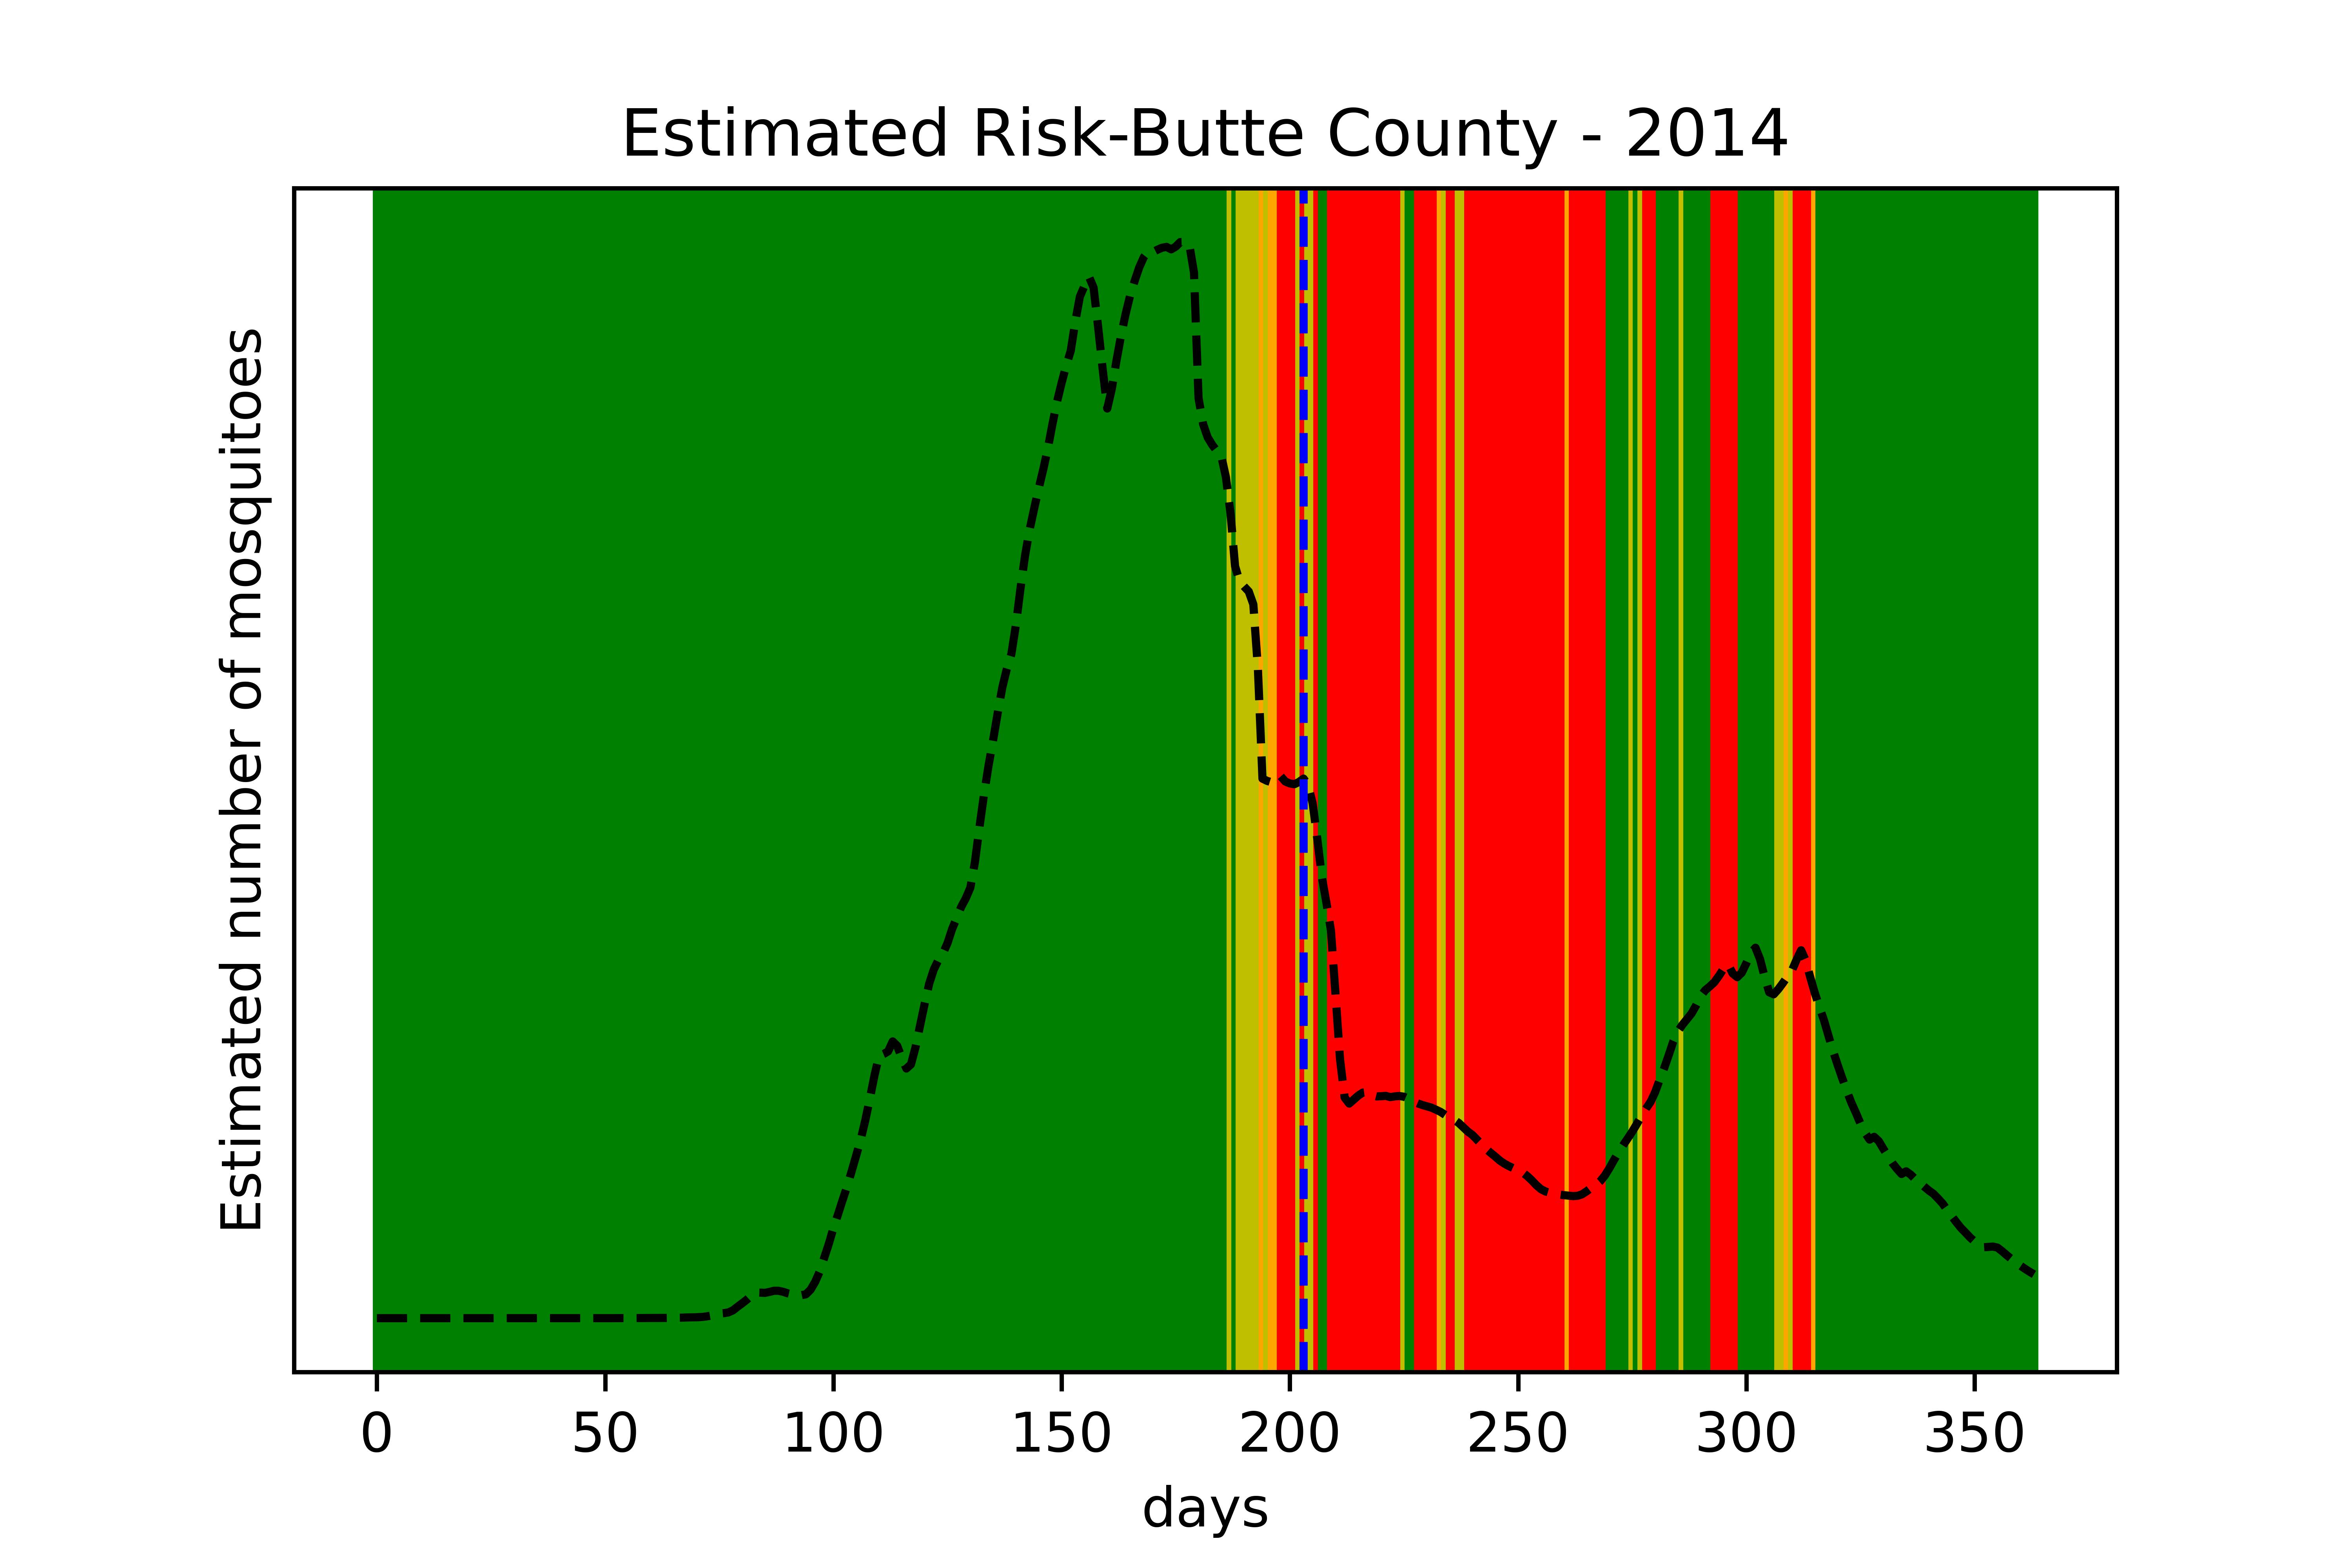 Estimated Risk-Butte County - 2014
Estimated number of mosquitoes
0 50 100 150 200 250 300 350
days